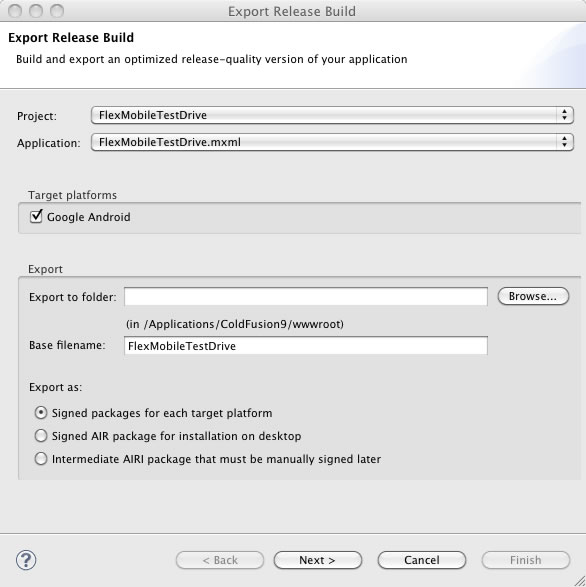 Export Release Build
Export Release Build
Build and export an optimized release-quality version of your application
Project: FlexMobileTestDrive
Application: FlexMobileTestDrive.mxml
Target platforms
Google Android
Export
Export to folder: Browse...
(in /Applications/ColdFusion9/wwwroot)
Base filename: FlexMobileTestDrive
Export as:
Signed packages for each target platform
Signed AIR package for installation on desktop
Intermediate AIRI package that must be manually signed later
? < Back Next > Cancel Finish